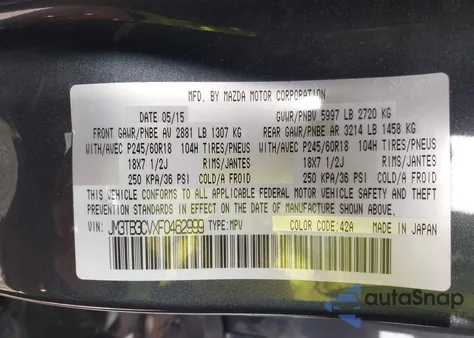 MFD. BY MAZDA MOTOR CORPORATION
DATE 05/15 GVWR/PNBV 5997 LB 2720 KG
FRONT GAWR/PNBE AV 2881 LB 1307 KG REAR GAWR/PNBE AR 3214 LB 1458 KG
WITH/AVEC P245/60R18 104H TIRES/PNEUS WITH/AVEC P245/60R18 104H TIRES/PNEUS
18X7 1/2J RIMS/JANTES 18X7 1/2J RIMS/JANTES
250 KPA/36 PSI COLD/A FROID 250 KPA/36 PSI COLD/A FROID
THIS VEHICLE CONFORMS TO ALL APPLICABLE FEDERAL MOTOR VEHICLE SAFETY AND THEFT
PREVENTION STANDARDS IN EFFECT ON THE DATE OF MANUFACTURE SHOWN ABOVE.
VIN: JM3TB3CVXF0462999 TYPE:MPV COLOR CODE:42A MADE IN JAPAN
autoSnap